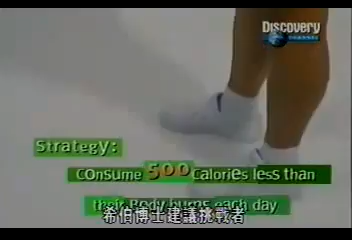 Discovery
CHANNEL
Strategy:
Consume 500 Calories less than
their Body burns each day
希伯博士建議挑戰者